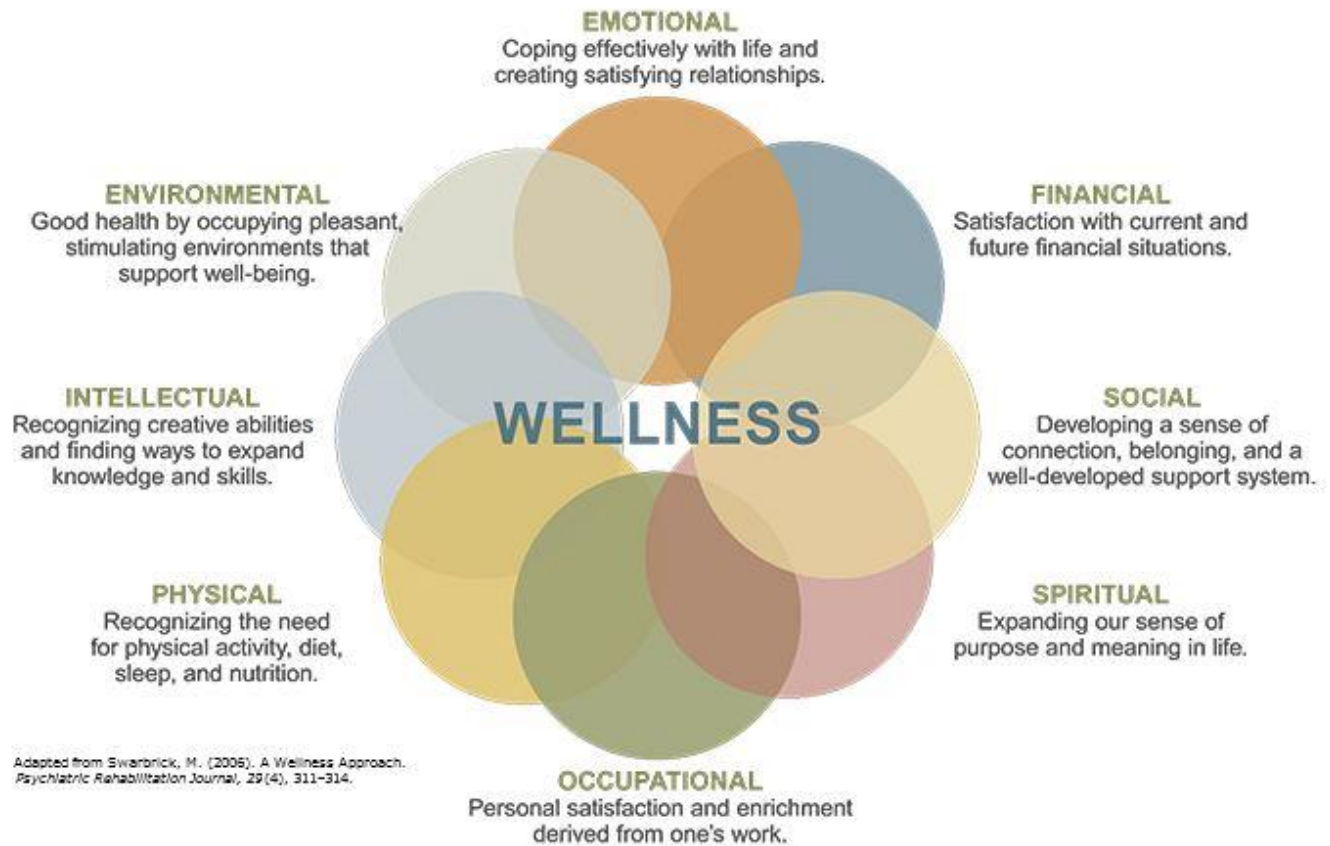 EMOTIONAL
Coping effectively with life and
creating satisfying relationships.
ENVIRONMENTAL
Good health by occupying pleasant,
stimulating environments that
support well-being.
FINANCIAL
Satisfaction with current and
future financial situations.
INTELLECTUAL
Recognizing creative abilities
and finding ways to expand
knowledge and skills.
WELLNESS
SOCIAL
Developing a sense of
connection, belonging, and a
well-developed support system.
PHYSICAL
Recognizing the need
for physical activity, diet,
sleep, and nutrition.
SPIRITUAL
Expanding our sense of
purpose and meaning in life.
Adapted from Swarbrick, M. (2006). A Wellness Approach.
Psychiatric Rehabilitation Journal, 29(4), 311–314.
OCCUPATIONAL
Personal satisfaction and enrichment
derived from one's work.